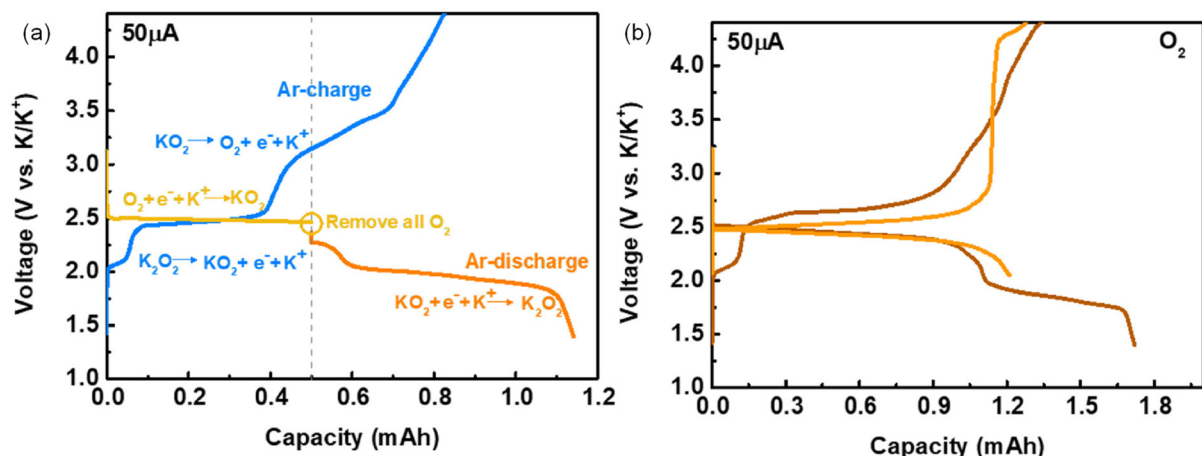 (a)
50μA
Ar-charge
KO₂→O₂+ e⁻+K⁺
O₂+e⁻+K⁺→KO₂
Remove all O₂
K₂O₂→KO₂+ e⁻+K⁺
Ar-discharge
KO₂+e⁻+K⁺→K₂O₂
Voltage (V vs. K/K⁺)
4.0
3.5
3.0
2.5
2.0
1.5
1.0
0.0 0.2 0.4 0.6 0.8 1.0 1.2
Capacity (mAh)
(b)
50μA
O₂
Voltage (V vs. K/K⁺)
4.0
3.5
3.0
2.5
2.0
1.5
1.0
0.0 0.3 0.6 0.9 1.2 1.5 1.8
Capacity (mAh)